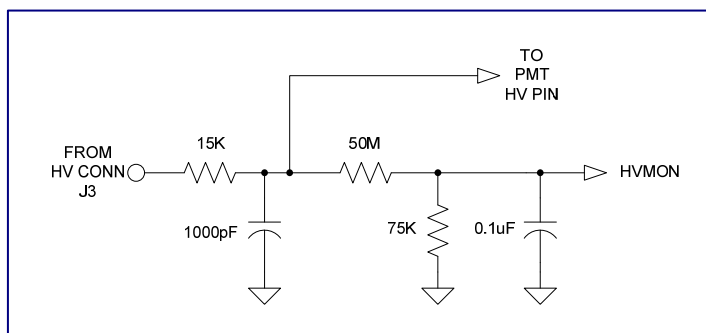 TO
PMT
HV PIN
15K
50M
FROM
HV CONN
J3
HVMON
1000pF
75K
0.1uF